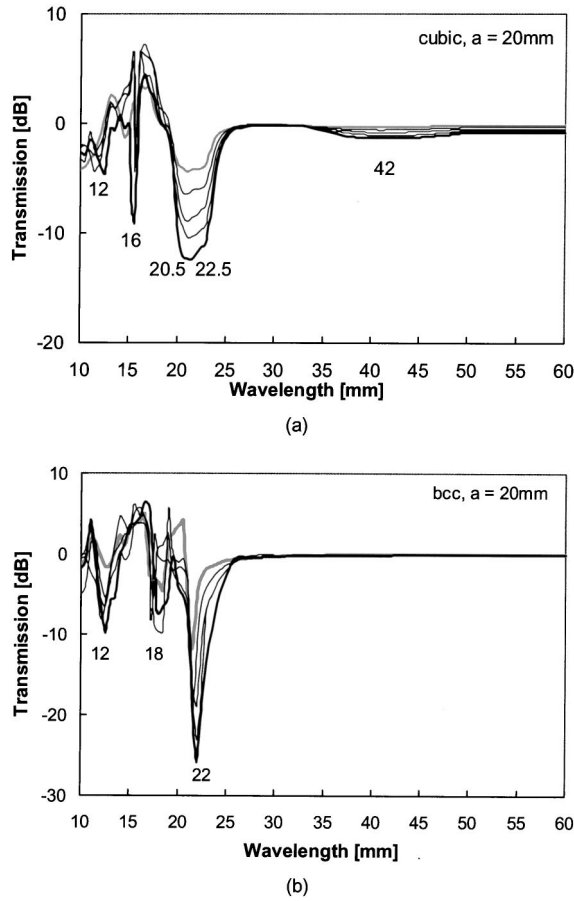 10
cubic, a = 20mm
0
Transmission [dB]
12
42
16
-10
20.5 22.5
-20
10 15 20 25 30 35 40 45 50 55 60
Wavelength [mm]
(a)
10
bcc, a = 20mm
0
Transmission [dB]
-10
12
18
-20
22
-30
10 15 20 25 30 35 40 45 50 55 60
Wavelength [mm]
(b)